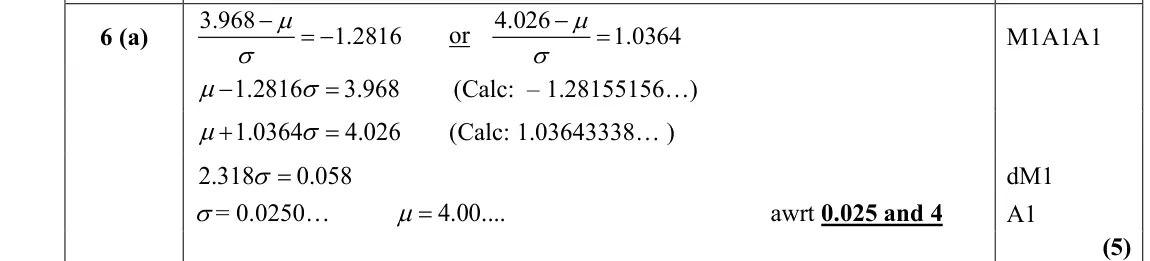 6 (a) (3.968 − μ)/σ = −1.2816 or (4.026 − μ)/σ = 1.0364 M1A1A1
μ − 1.2816σ = 3.968 (Calc: – 1.28155156…)
μ + 1.0364σ = 4.026 (Calc: 1.03643338… )
2.318σ = 0.058 dM1
σ = 0.0250… μ = 4.00.... awrt 0.025 and 4 A1
(5)